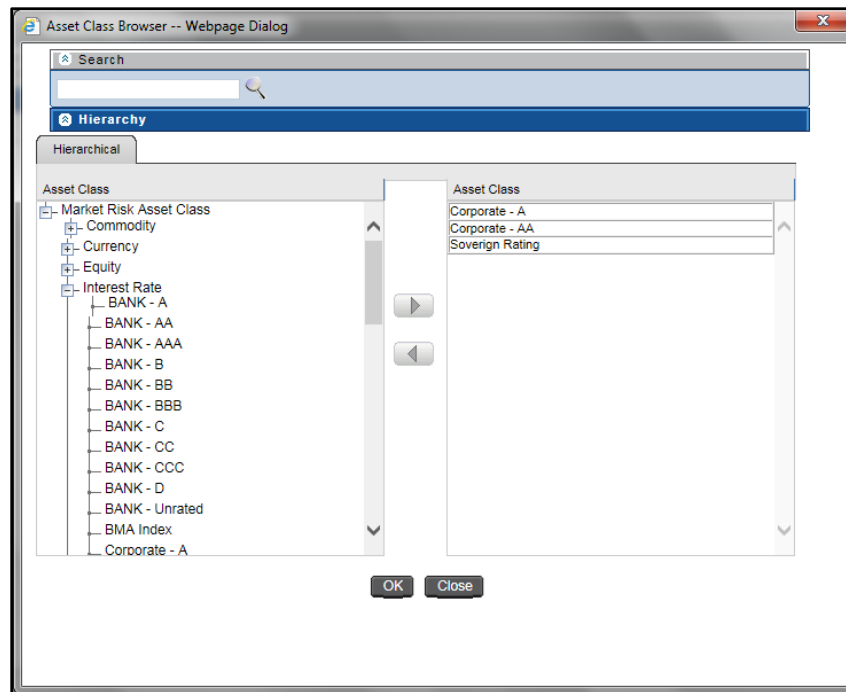 Asset Class Browser -- Webpage Dialog
Search
Hierarchy
Hierarchical
Asset Class
Market Risk Asset Class
Commodity
Currency
Equity
Interest Rate
BANK - A
BANK - AA
BANK - AAA
BANK - B
BANK - BB
BANK - BBB
BANK - C
BANK - CC
BANK - CCC
BANK - D
BANK - Unrated
BMA Index
Corporate - A
Asset Class
Corporate - A
Corporate - AA
Soverign Rating
OK Close